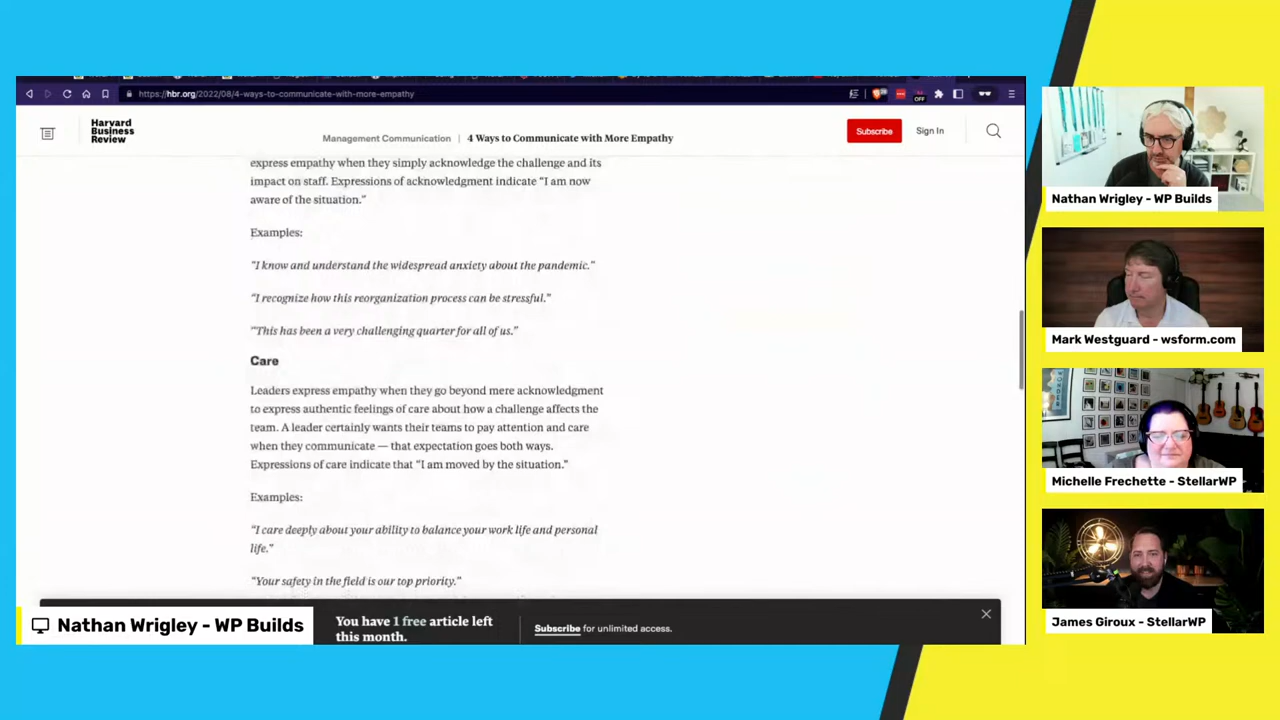 https://hbr.org/2022/08/4-ways-to-communicate-with-more-empathy
OFF
Harvard
Business
Review
Management Communication | 4 Ways to Communicate with More Empathy
Subscribe
Sign In
express empathy when they simply acknowledge the challenge and its
impact on staff. Expressions of acknowledgment indicate “I am now
aware of the situation.”
Examples:
“I know and understand the widespread anxiety about the pandemic.”
“I recognize how this reorganization process can be stressful.”
“This has been a very challenging quarter for all of us.”
Care
Leaders express empathy when they go beyond mere acknowledgment
to express authentic feelings of care about how a challenge affects the
team. A leader certainly wants their teams to pay attention and care
when they communicate — that expectation goes both ways.
Expressions of care indicate that “I am moved by the situation.”
Examples:
“I care deeply about your ability to balance your work life and personal
life.”
“Your safety in the field is our top priority.”
You have 1 free article left
this month.
Subscribe for unlimited access.
Nathan Wrigley - WP Builds
Nathan Wrigley - WP Builds
Mark Westguard - wsform.com
Michelle Frechette - StellarWP
James Giroux - StellarWP